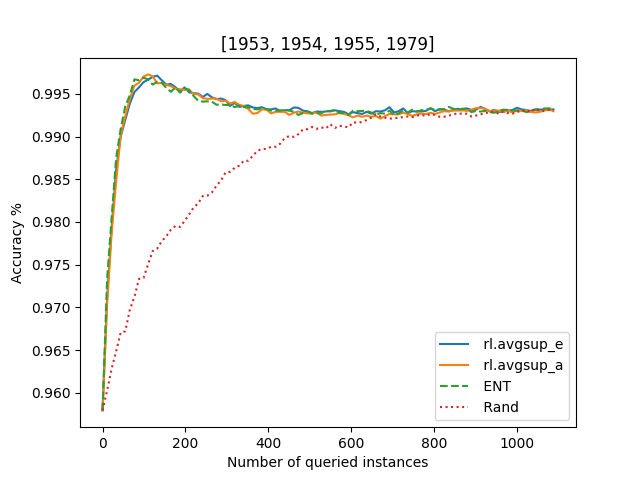 [1953, 1954, 1955, 1979]
Accuracy %
0.995
0.990
0.985
0.980
0.975
0.970
0.965
0.960
rl.avgsup_e
rl.avgsup_a
ENT
Rand
0 200 400 600 800 1000
Number of queried instances